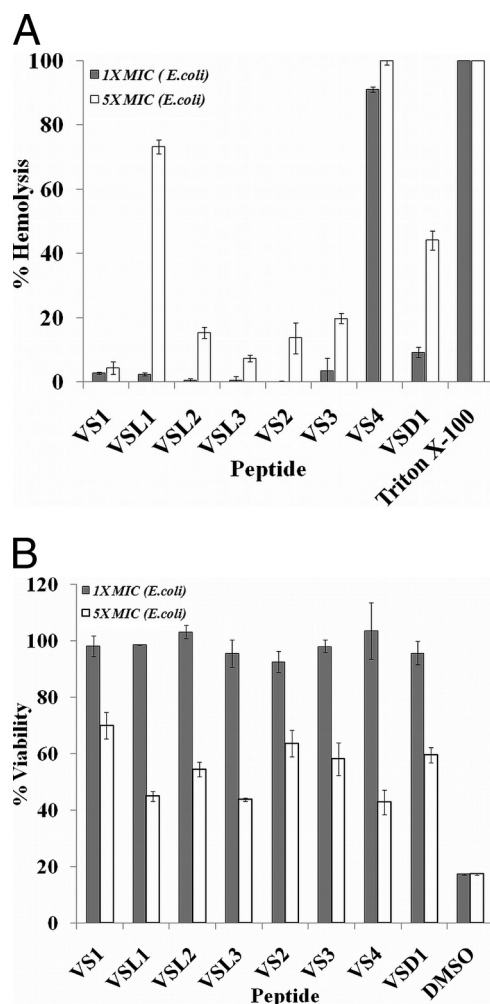 A
100
80
60
40
20
0
% Hemolysis
1X MIC ( E.coli)
5X MIC (E.coli)
VS1
VSL1
VSL2
VSL3
VS2
VS3
VS4
VSD1
Triton X-100
Peptide
B
120
100
80
60
40
20
0
% Viability
1X MIC (E.coli)
5X MIC (E.coli)
VS1
VSL1
VSL2
VSL3
VS2
VS3
VS4
VSD1
DMSO
Peptide